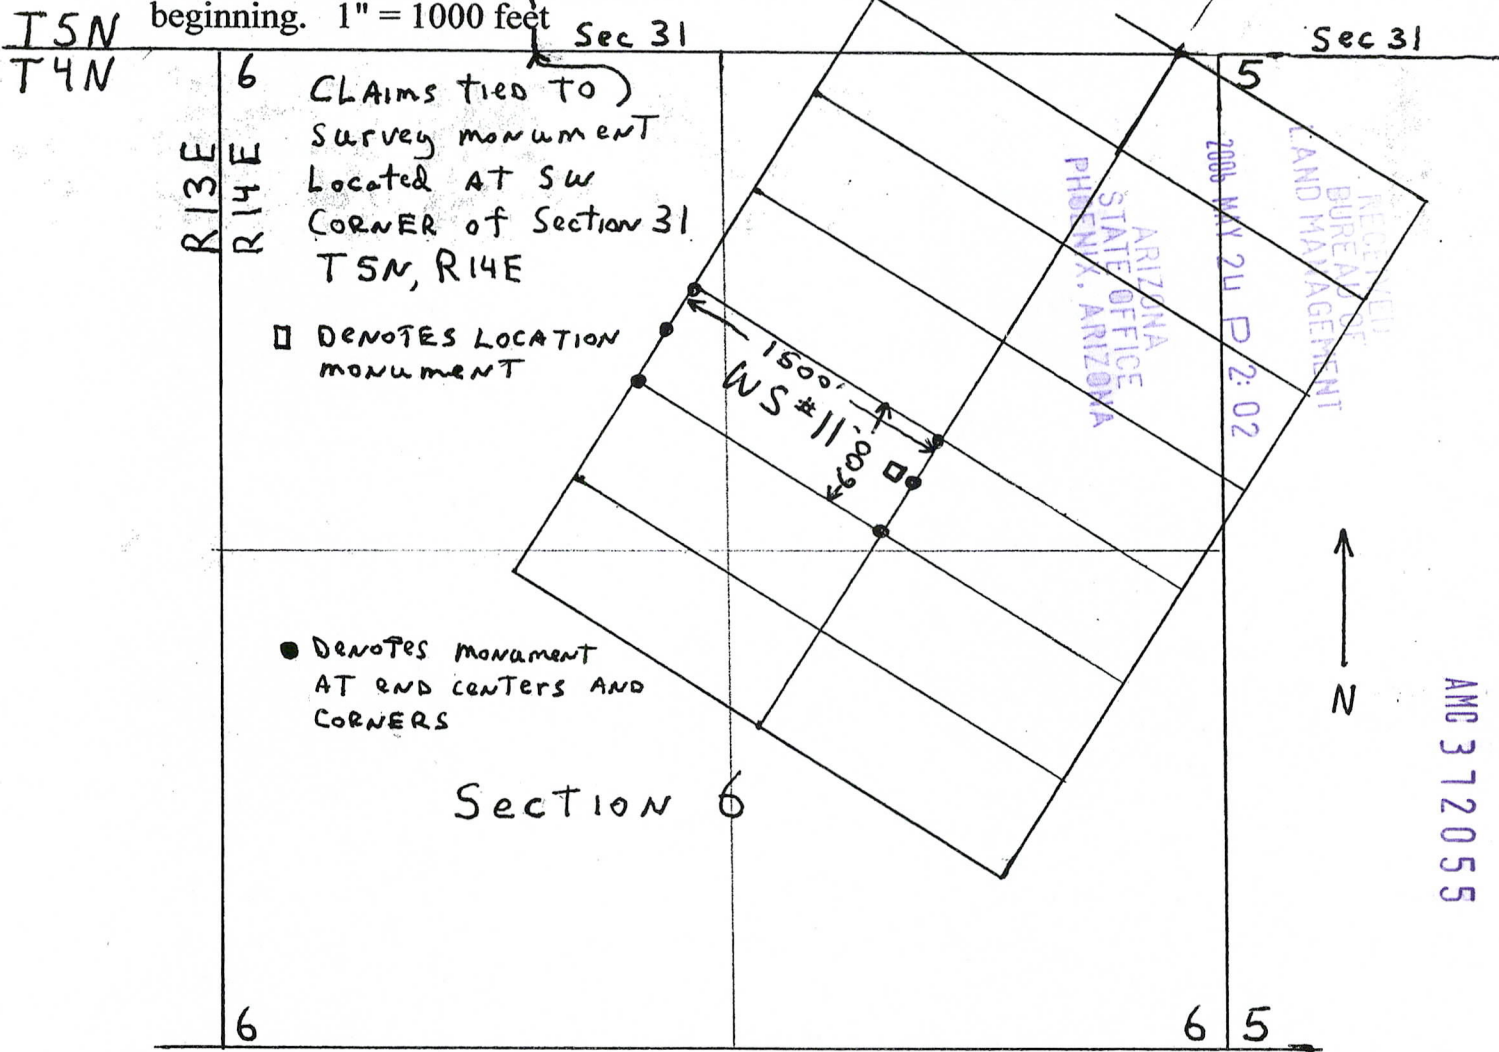 T5N
beginning. 1" = 1000 feet
Sec 31
Sec 31
T4N
6
5
R13E
R14E
CLAims tieD TO
Survey monumenT
Located AT SW
CORNER of Section 31
T5N, R14E
DENOTES LOCATION
monumenT
1500'
WS #11
600'
DeNoTes monument
AT enD cenTers AnD
CORNERS
SecTION 6
N
6
6
5
RECEIVED
BUREAU OF
LAND MANAGEMENT
2006 MAY 24 P 2:02
ARIZONA
STATE OFFICE
PHOENIX, ARIZONA
AMC372055